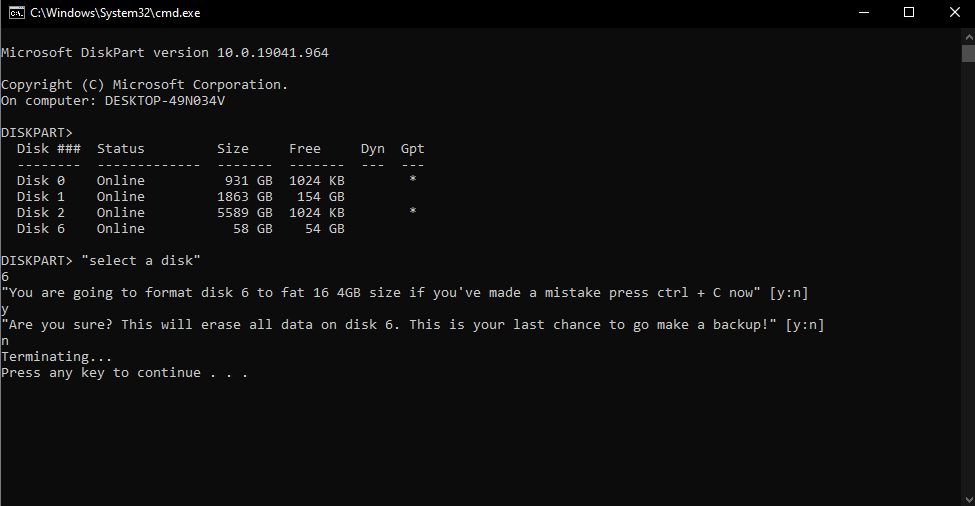 C:\Windows\System32\cmd.exe
Microsoft DiskPart version 10.0.19041.964
Copyright (C) Microsoft Corporation.
On computer: DESKTOP-49N034V
DISKPART>
Disk ### Status Size Free Dyn Gpt
-------- ------------- ------- ------- --- ---
Disk 0 Online 931 GB 1024 KB *
Disk 1 Online 1863 GB 154 GB
Disk 2 Online 5589 GB 1024 KB *
Disk 6 Online 58 GB 54 GB
DISKPART> "select a disk"
6
"You are going to format disk 6 to fat 16 4GB size if you've made a mistake press ctrl + C now" [y:n]
y
"Are you sure? This will erase all data on disk 6. This is your last chance to go make a backup!" [y:n]
n
Terminating...
Press any key to continue . . .